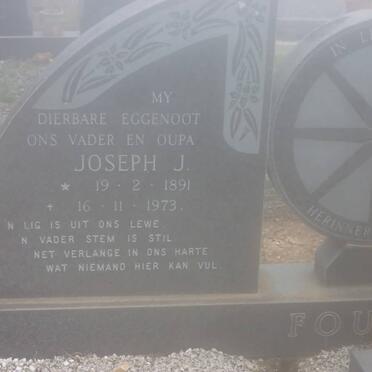 MY
DIERBARE EGGENOOT
ONS VADER EN OUPA
JOSEPH J.
* 19 - 2 - 1891
+ 16 - 11 - 1973.
'N LIG IS UIT ONS LEWE
'N VADER STEM IS STIL
NET VERLANGE IN ONS HARTE
WAT NIEMAND HIER KAN VUL.
IN
HERINNER
FOU